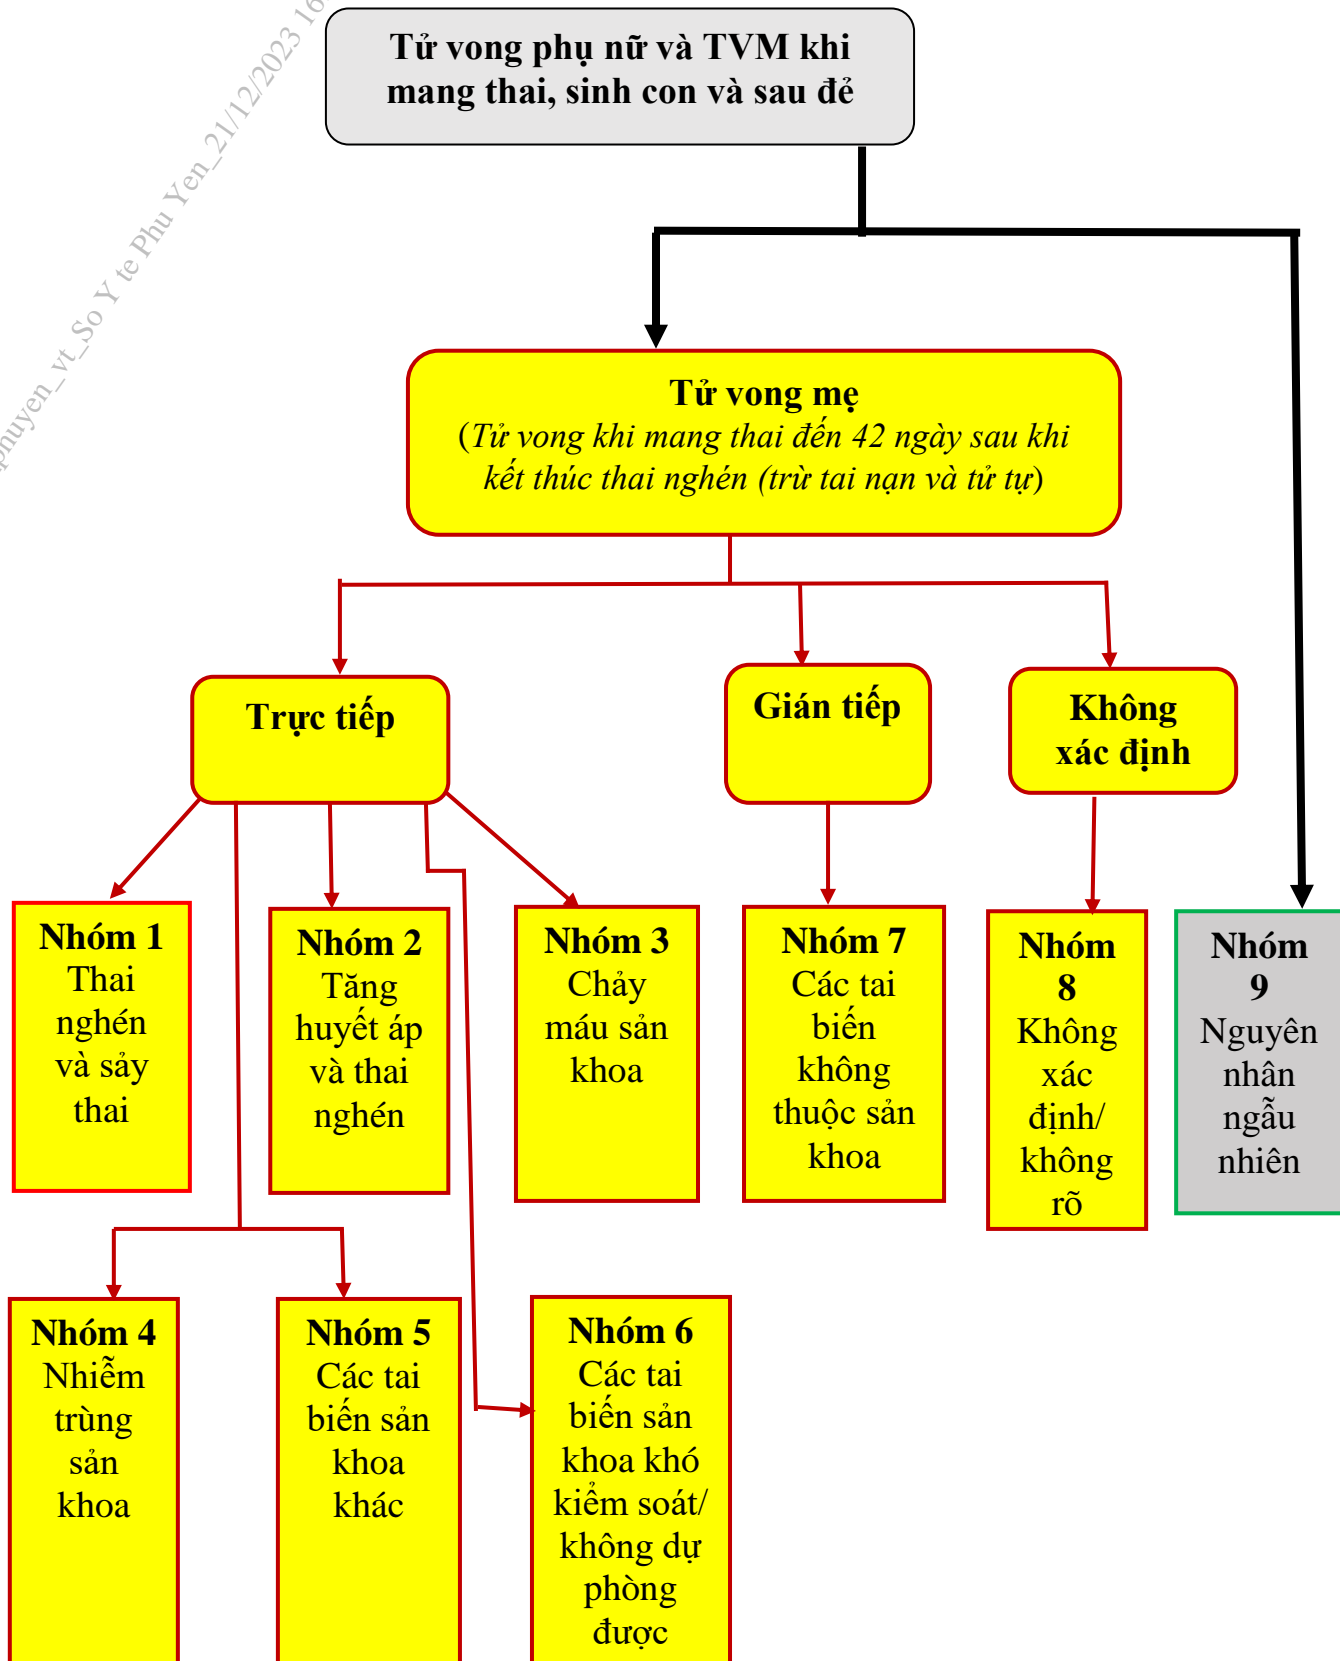 Tử vong phụ nữ và TVM khi
mang thai, sinh con và sau đẻ
Tử vong mẹ
(Tử vong khi mang thai đến 42 ngày sau khi
kết thúc thai nghén (trừ tai nạn và tử tự)
Trực tiếp
Gián tiếp
Không
xác định
Nhóm 1
Thai
nghén
và sảy
thai
Nhóm 2
Tăng
huyết áp
và thai
nghén
Nhóm 3
Chảy
máu sản
khoa
Nhóm 7
Các tai
biến
không
thuộc sản
khoa
Nhóm
8
Không
xác
định/
không
rõ
Nhóm
9
Nguyên
nhân
ngẫu
nhiên
Nhóm 4
Nhiễm
trùng
sản
khoa
Nhóm 5
Các tai
biến sản
khoa
khác
Nhóm 6
Các tai
biến sản
khoa khó
kiểm soát/
không dự
phòng
được
vt_So Y te Phu Yen_21/12/2023